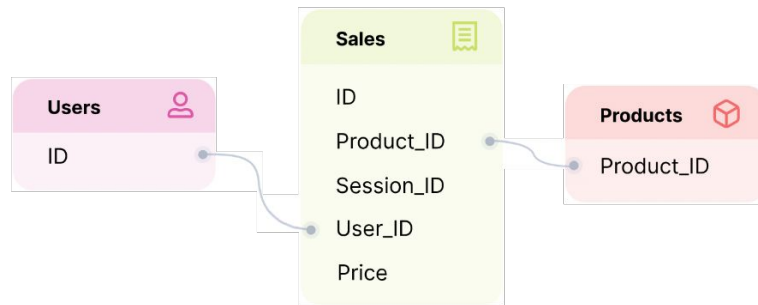 Users
ID
Sales
ID
Product_ID
Session_ID
User_ID
Price
Products
Product_ID